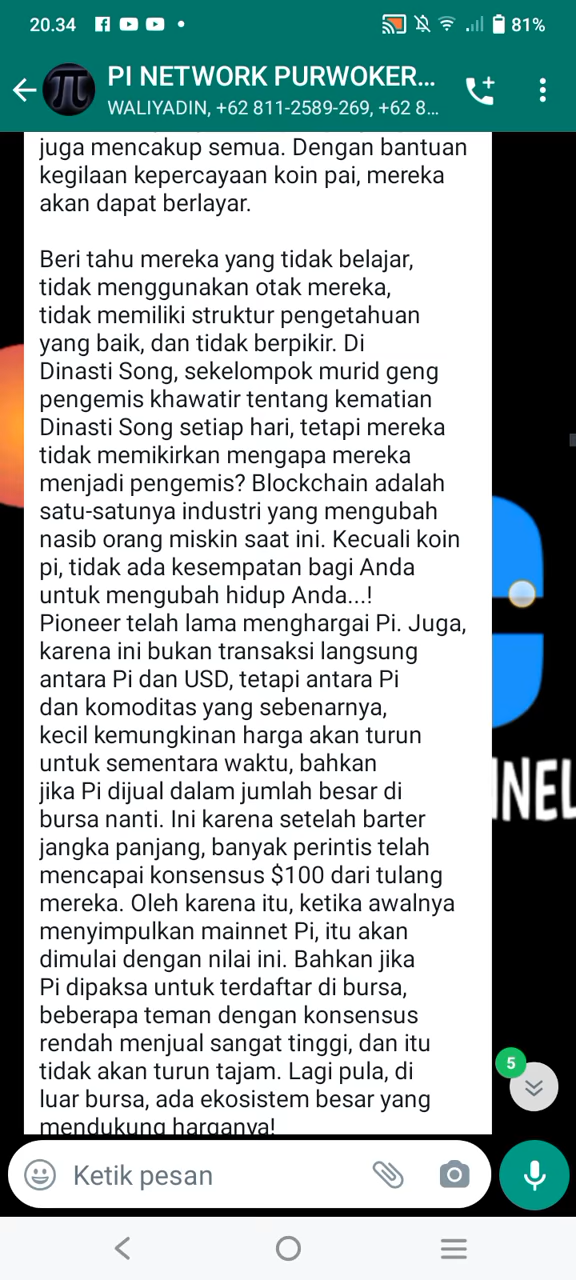 20.34
81%
PI NETWORK PURWOKER...
WALIYADIN, +62 811-2589-269, +62 8...
juga mencakup semua. Dengan bantuan
kegilaan kepercayaan koin pai, mereka
akan dapat berlayar.
Beri tahu mereka yang tidak belajar,
tidak menggunakan otak mereka,
tidak memiliki struktur pengetahuan
yang baik, dan tidak berpikir. Di
Dinasti Song, sekelompok murid geng
pengemis khawatir tentang kematian
Dinasti Song setiap hari, tetapi mereka
tidak memikirkan mengapa mereka
menjadi pengemis? Blockchain adalah
satu-satunya industri yang mengubah
nasib orang miskin saat ini. Kecuali koin
pi, tidak ada kesempatan bagi Anda
untuk mengubah hidup Anda...!
Pioneer telah lama menghargai Pi. Juga,
karena ini bukan transaksi langsung
antara Pi dan USD, tetapi antara Pi
dan komoditas yang sebenarnya,
kecil kemungkinan harga akan turun
untuk sementara waktu, bahkan
jika Pi dijual dalam jumlah besar di
bursa nanti. Ini karena setelah barter
jangka panjang, banyak perintis telah
mencapai konsensus $100 dari tulang
mereka. Oleh karena itu, ketika awalnya
menyimpulkan mainnet Pi, itu akan
dimulai dengan nilai ini. Bahkan jika
Pi dipaksa untuk terdaftar di bursa,
beberapa teman dengan konsensus
rendah menjual sangat tinggi, dan itu
tidak akan turun tajam. Lagi pula, di
luar bursa, ada ekosistem besar yang
mendukung harganya!
NNEL
5
Ketik pesan